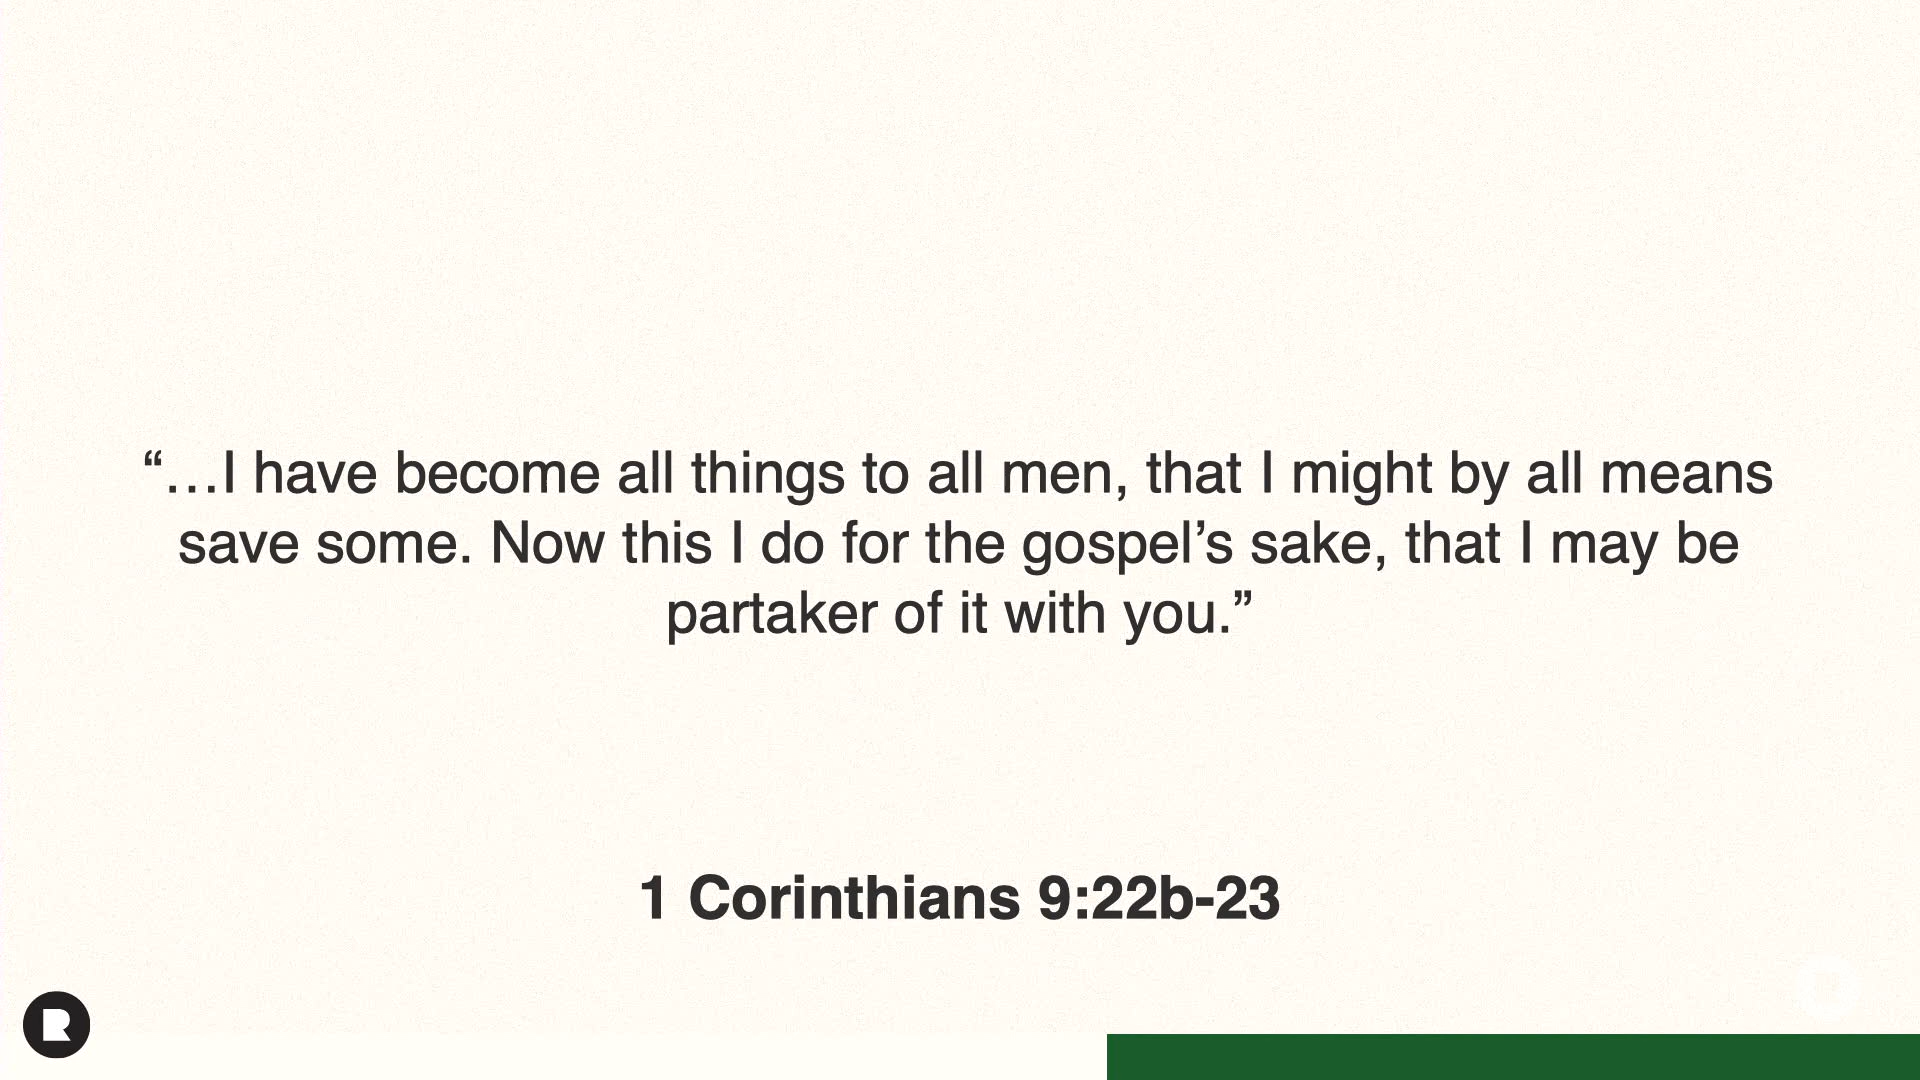 “…I have become all things to all men, that I might by all means
save some. Now this I do for the gospel’s sake, that I may be
partaker of it with you.”
1 Corinthians 9:22b-23
R